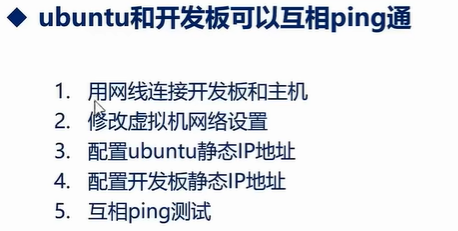 ◆ ubuntu和开发板可以互相ping通
1. 用网线连接开发板和主机
2. 修改虚拟机网络设置
3. 配置ubuntu静态IP地址
4. 配置开发板静态IP地址
5. 互相ping测试